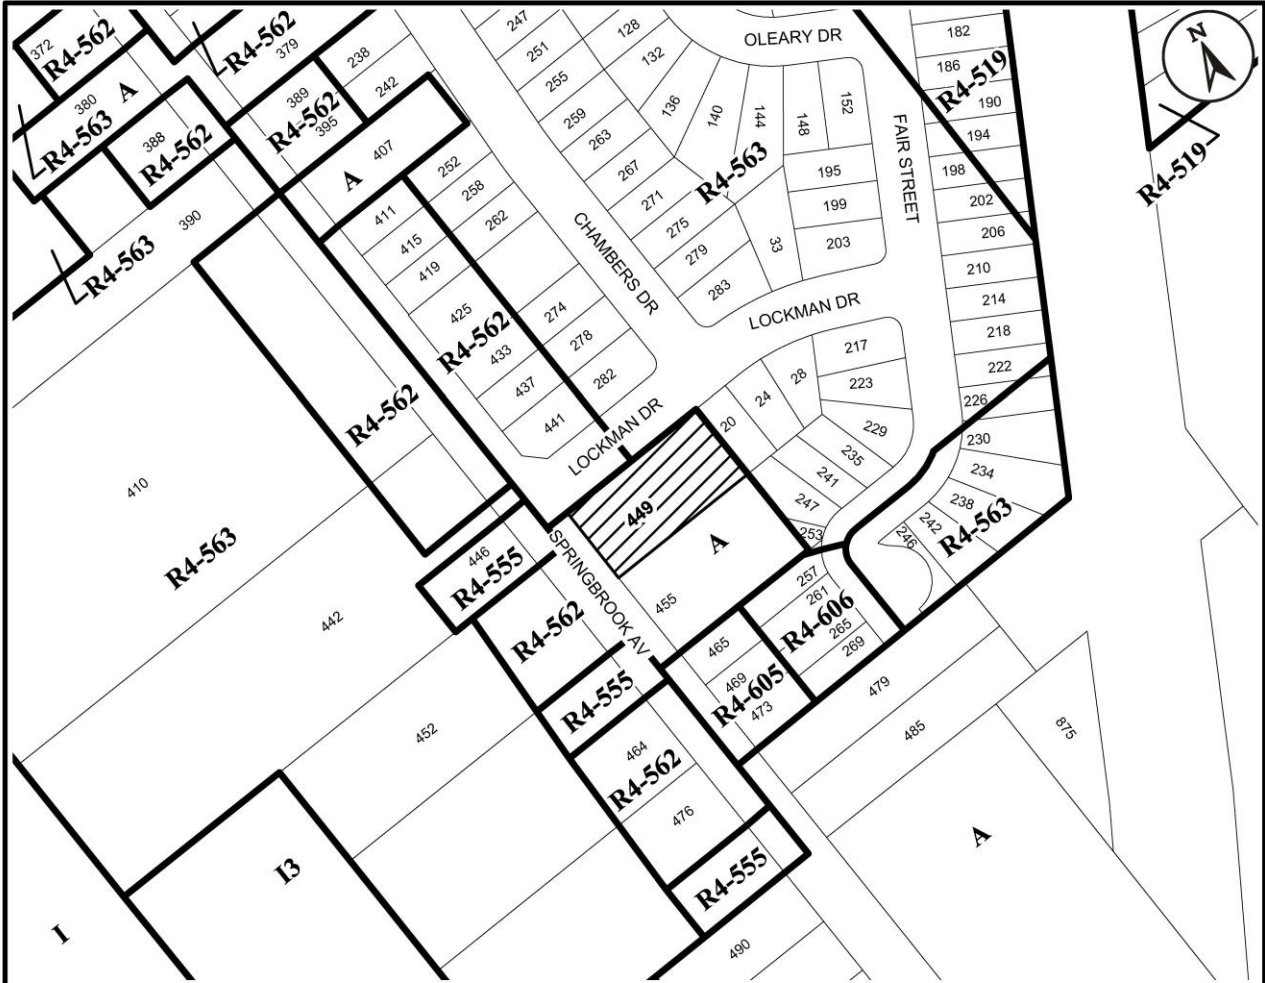 372
R4-562
R4-562
379
247
251
255
259
263
267
271
275
279
283
128
132
136
140
144
148
152
OLEARY DR
182
186
R4-519
190
194
198
202
206
210
214
218
222
226
230
234
238
242
246
R4-563
N
R4-519
380
A
R4-563
388
R4-562
389
R4-562
395
238
242
407
A
390
R4-563
252
258
262
411
415
419
425
R4-562
433
437
441
274
278
282
CHAMBERS DR
R4-563
195
199
203
33
FAIR STREET
LOCKMAN DR
217
223
229
235
241
247
253
28
24
20
LOCKMAN DR
R4-562
410
R4-563
442
446
R4-555
449
A
455
SPRINGBROOK AV
R4-562
R4-555
257
261
R4-606
265
269
465
469
R4-605
473
479
485
875
452
464
R4-562
476
R4-555
490
A
I3
I